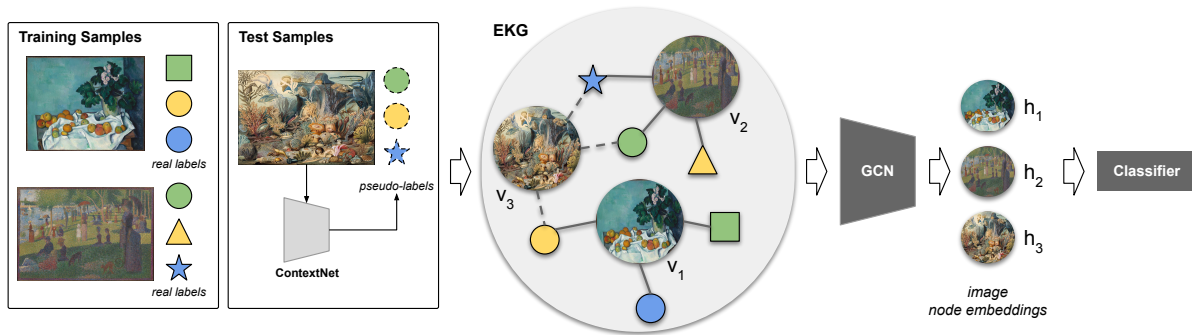 Training Samples
real labels
real labels
Test Samples
pseudo-labels
ContextNet
EKG
v2
v3
v1
GCN
h1
h2
h3
image
node embeddings
Classifier